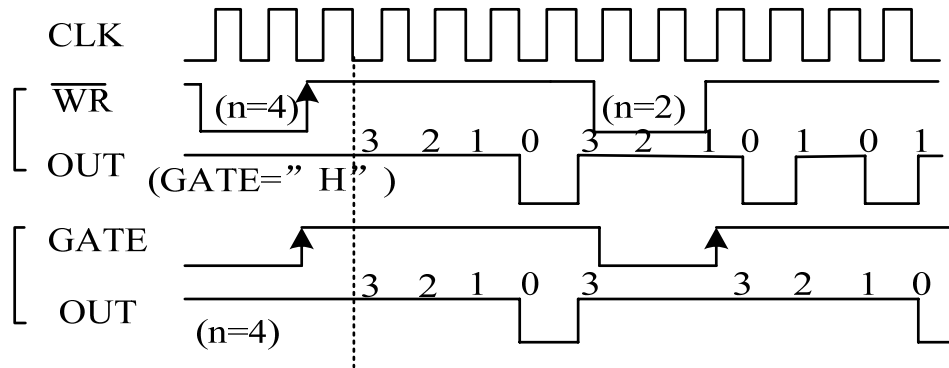 CLK
WR (n=4) (n=2)
3 2 1 0 3 2 1 0 1 0 1
OUT
(GATE=” H” )
GATE
3 2 1 0 3 3 2 1 0
OUT
(n=4)